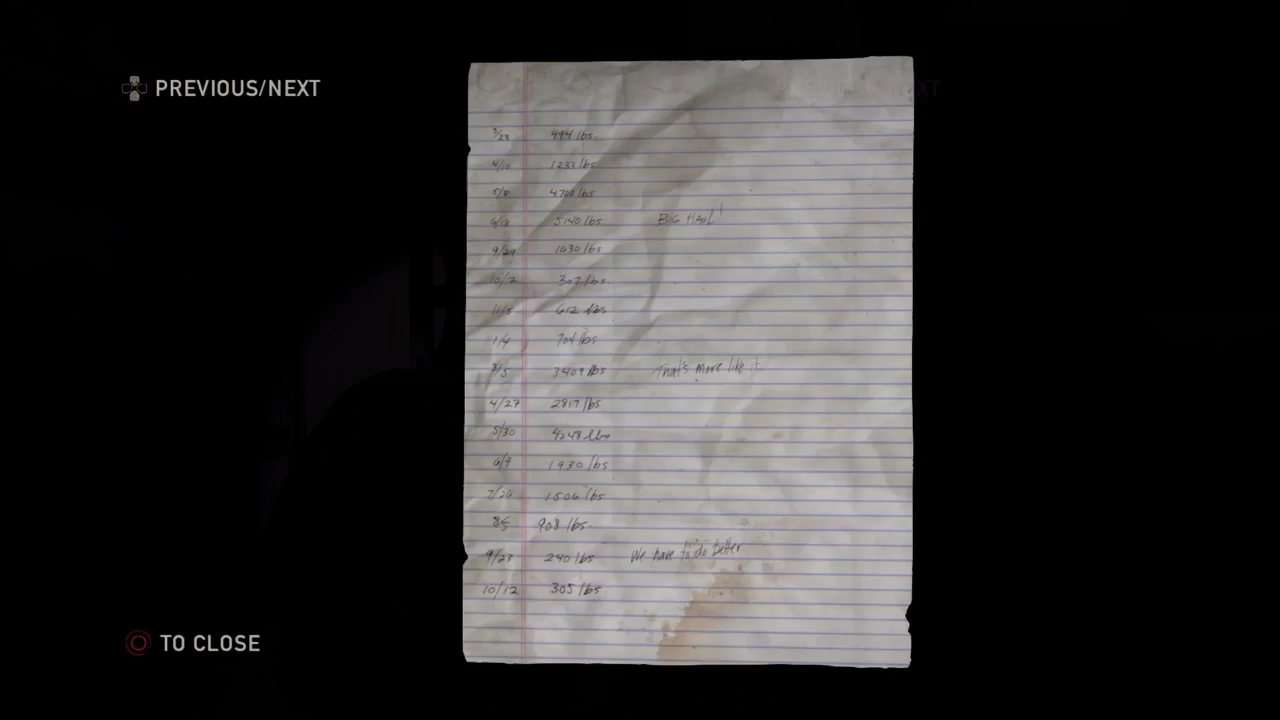 PREVIOUS/NEXT
3/23 494 lbs.
4/10 1233 lbs.
5/8 4700 lbs
6/18 5140 lbs BIG HAUL!
9/29 1630 lbs
10/2 307 lbs.
11/5 612 lbs
1/4 704 lbs
3/5 3409 lbs That's more like it
4/27 2817 lbs
5/30 4248 lbs
6/9 1930 lbs
7/26 1506 lbs
908 lbs.
9/23 240 lbs We have to do better
10/12 305 lbs.
TO CLOSE